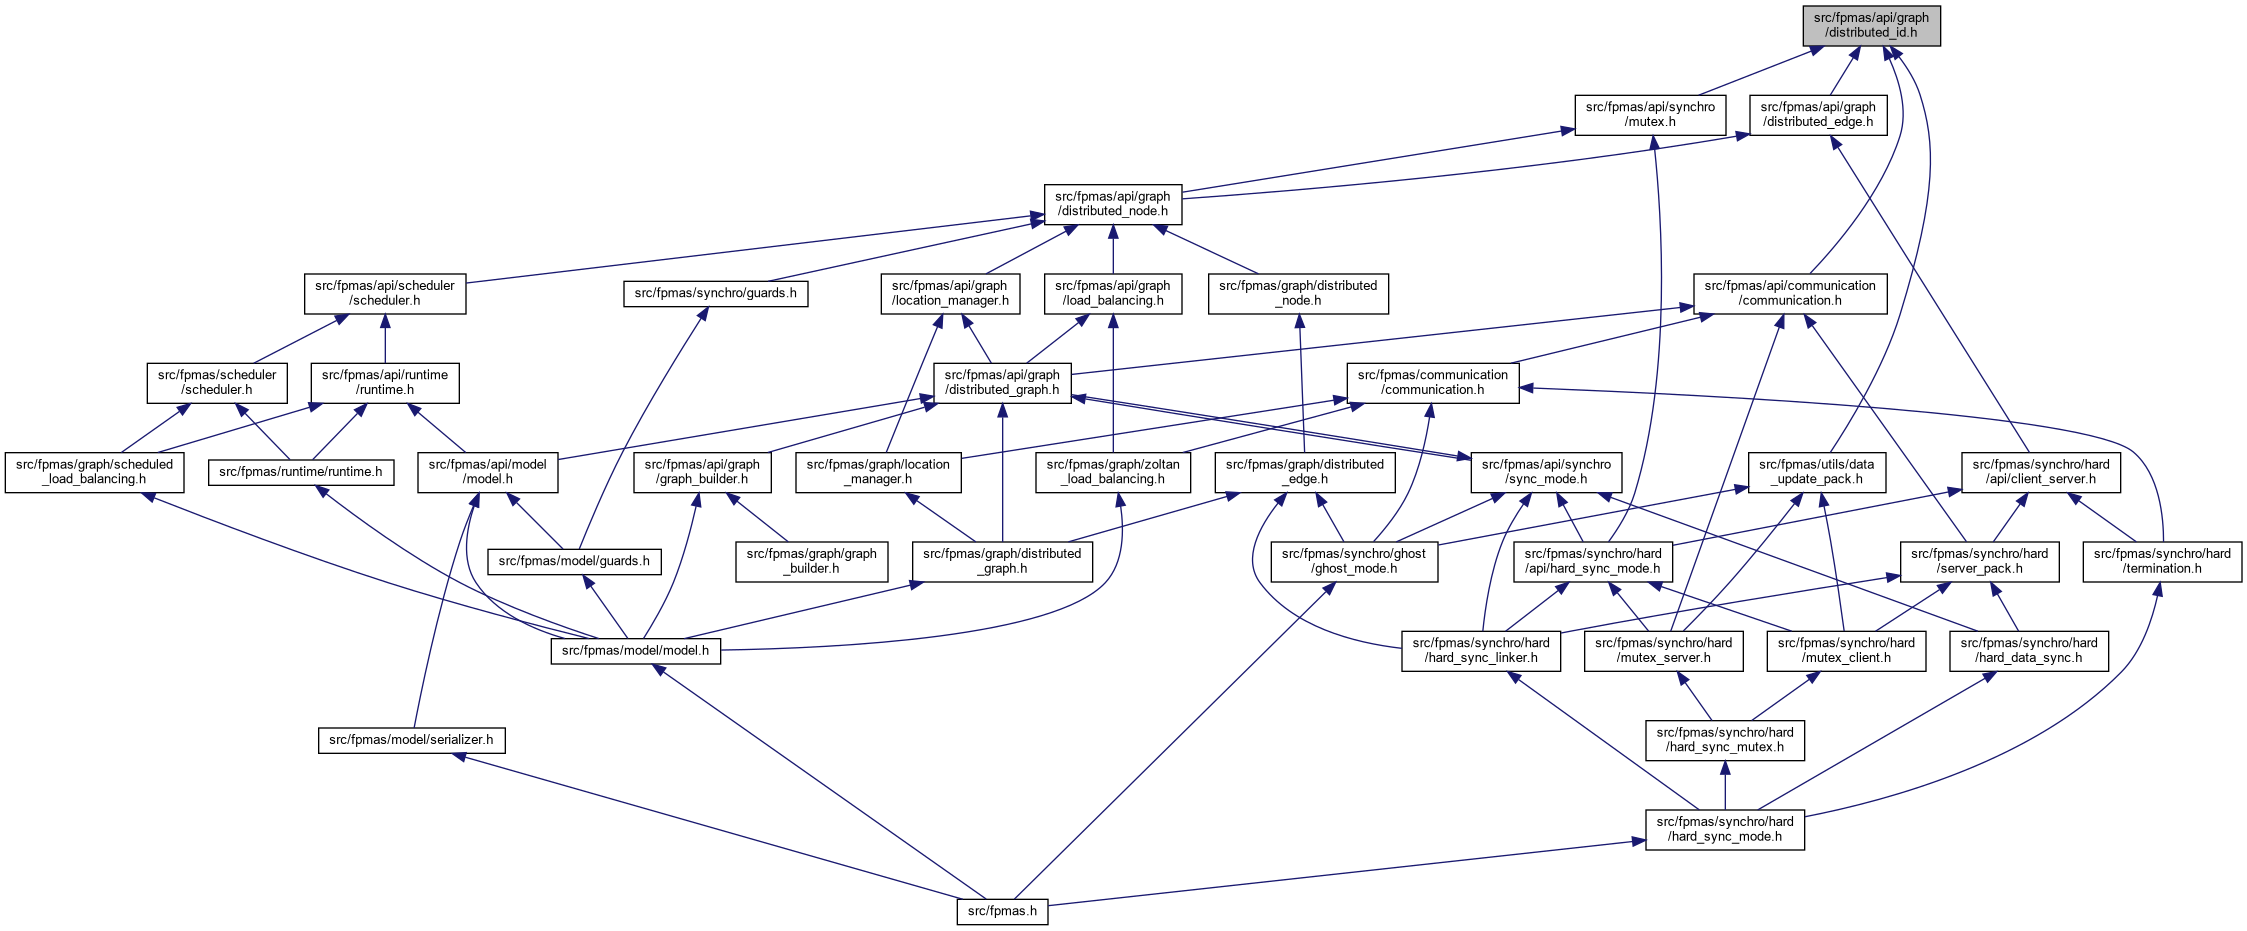 src/fpmas/api/graph
/distributed_id.h
src/fpmas/api/synchro
/mutex.h
src/fpmas/api/graph
/distributed_edge.h
src/fpmas/api/graph
/distributed_node.h
src/fpmas/api/scheduler
/scheduler.h
src/fpmas/synchro/guards.h
src/fpmas/api/graph
/location_manager.h
src/fpmas/api/graph
/load_balancing.h
src/fpmas/graph/distributed
_node.h
src/fpmas/api/communication
/communication.h
src/fpmas/scheduler
/scheduler.h
src/fpmas/api/runtime
/runtime.h
src/fpmas/api/graph
/distributed_graph.h
src/fpmas/communication
/communication.h
src/fpmas/graph/scheduled
_load_balancing.h
src/fpmas/runtime/runtime.h
src/fpmas/api/model
/model.h
src/fpmas/api/graph
/graph_builder.h
src/fpmas/graph/location
_manager.h
src/fpmas/graph/zoltan
_load_balancing.h
src/fpmas/graph/distributed
_edge.h
src/fpmas/api/synchro
/sync_mode.h
src/fpmas/utils/data
_update_pack.h
src/fpmas/synchro/hard
/api/client_server.h
src/fpmas/model/guards.h
src/fpmas/graph/graph
_builder.h
src/fpmas/graph/distributed
_graph.h
src/fpmas/synchro/ghost
/ghost_mode.h
src/fpmas/synchro/hard
/api/hard_sync_mode.h
src/fpmas/synchro/hard
/server_pack.h
src/fpmas/synchro/hard
/termination.h
src/fpmas/model/model.h
src/fpmas/synchro/hard
/hard_sync_linker.h
src/fpmas/synchro/hard
/mutex_server.h
src/fpmas/synchro/hard
/mutex_client.h
src/fpmas/synchro/hard
/hard_data_sync.h
src/fpmas/model/serializer.h
src/fpmas/synchro/hard
/hard_sync_mutex.h
src/fpmas/synchro/hard
/hard_sync_mode.h
src/fpmas.h